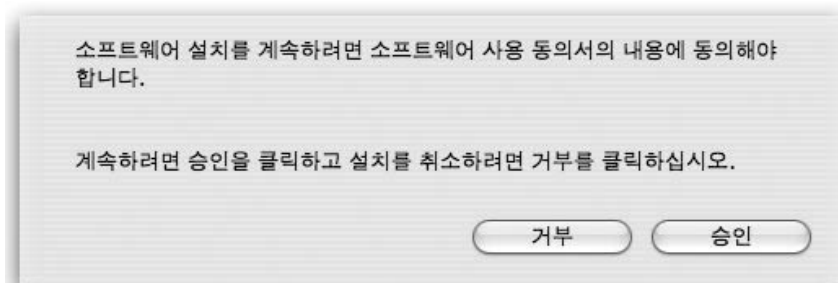 소프트웨어 설치를 계속하려면 소프트웨어 사용 동의서의 내용에 동의해야
합니다.
계속하려면 승인을 클릭하고 설치를 취소하려면 거부를 클릭하십시오.
거부 승인